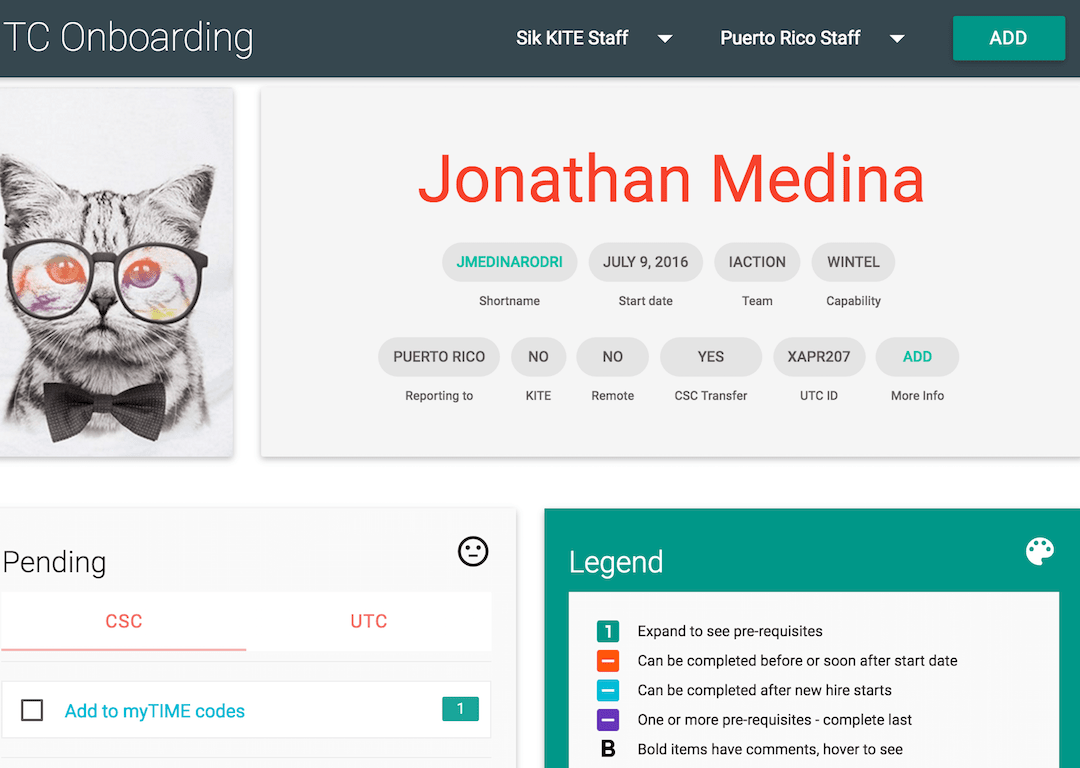 TC Onboarding
Sik KITE Staff
Puerto Rico Staff
ADD
Jonathan Medina
JMEDINARODRI JULY 9, 2016 IACTION WINTEL
Shortname Start date Team Capability
PUERTO RICO NO NO YES XAPR207 ADD
Reporting to KITE Remote CSC Transfer UTC ID More Info
Pending
CSC UTC
Add to myTIME codes 1
Legend
1 Expand to see pre-requisites
Can be completed before or soon after start date
Can be completed after new hire starts
One or more pre-requisites - complete last
B Bold items have comments, hover to see